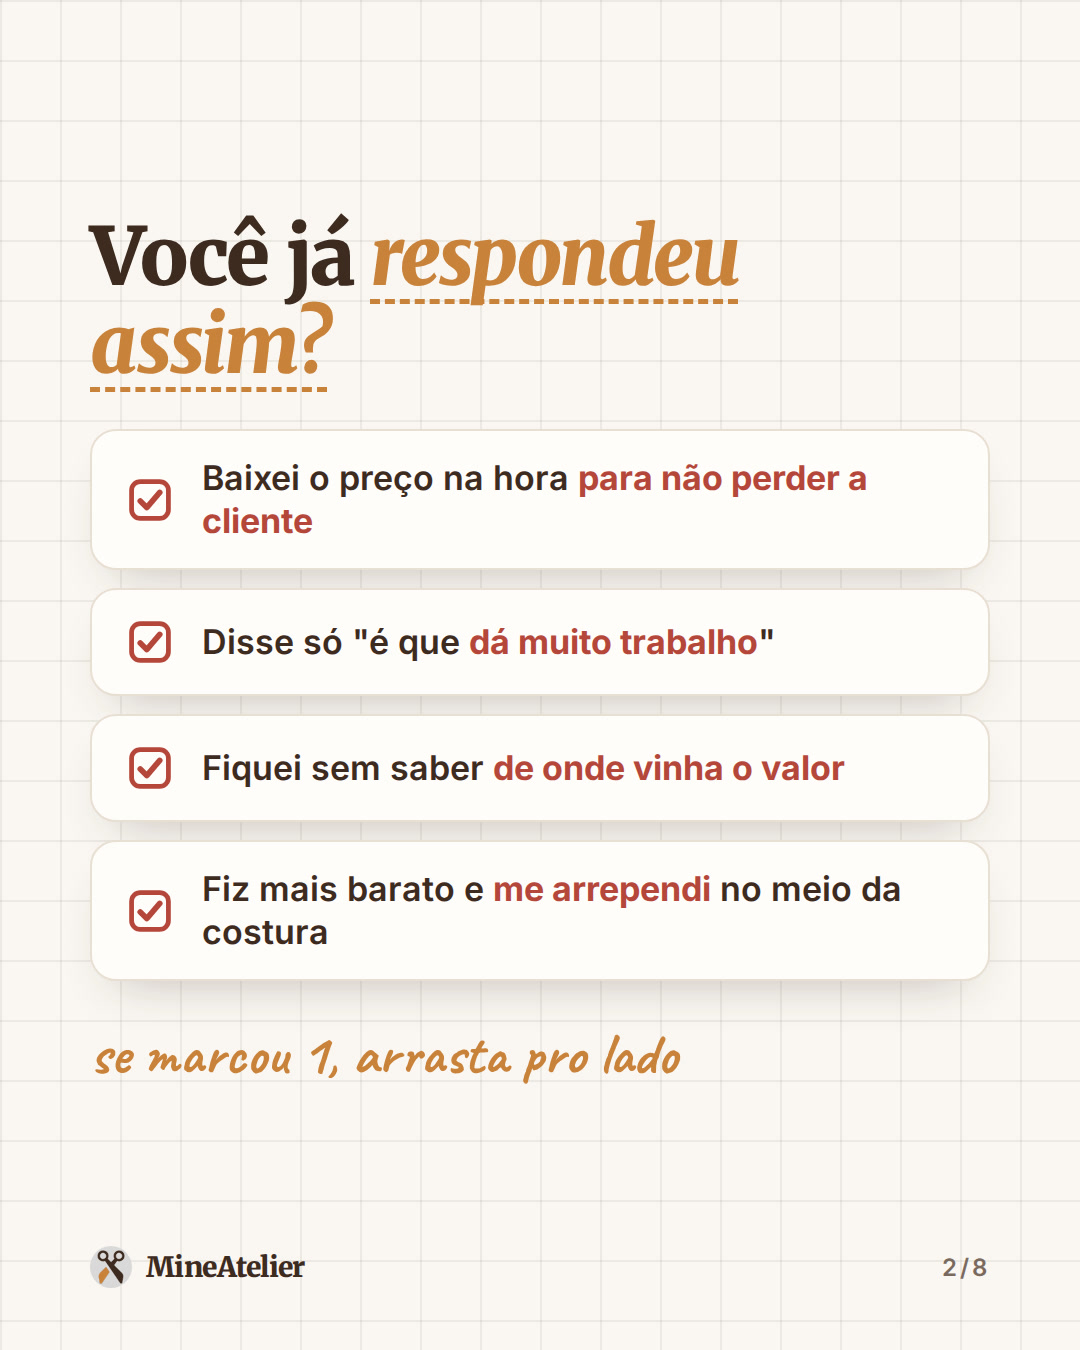 Você já respondeu
assim?
Baixei o preço na hora para não perder a
cliente
Disse só "é que dá muito trabalho"
Fiquei sem saber de onde vinha o valor
Fiz mais barato e me arrependi no meio da
costura
se marcou 1, arrasta pro lado
MineAtelier
2/8